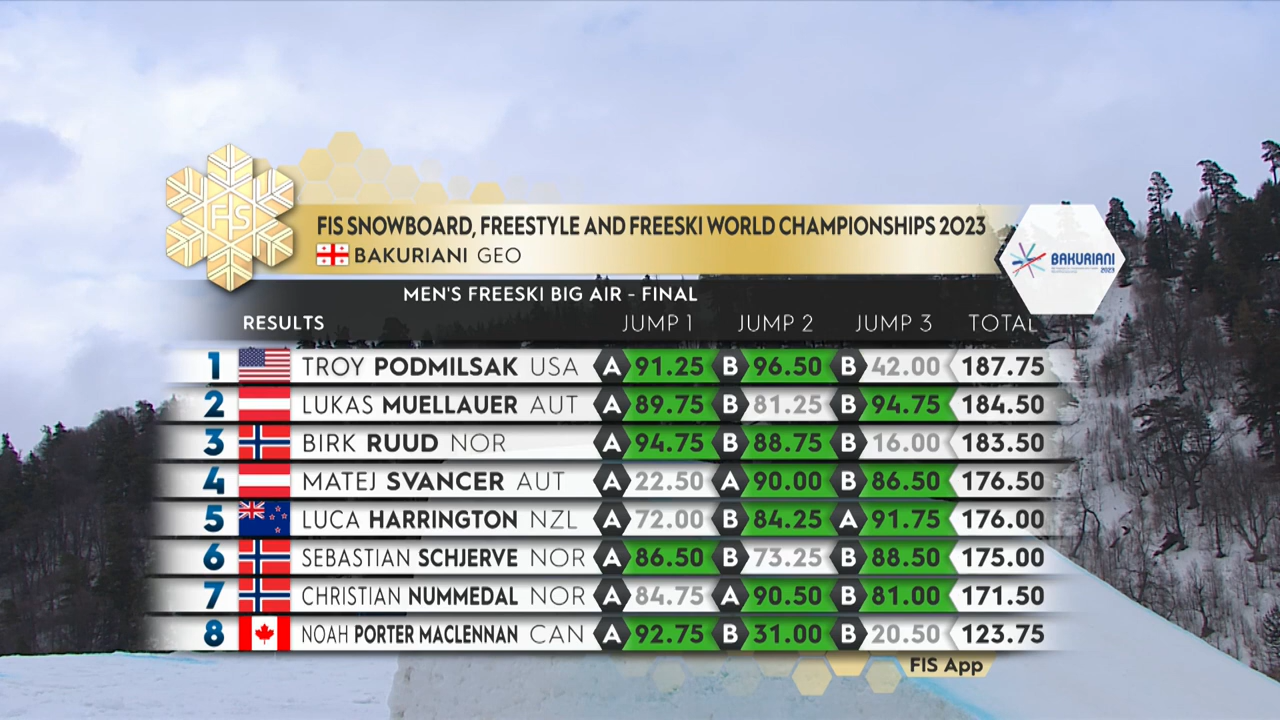 FIS
FIS SNOWBOARD, FREESTYLE AND FREESKI WORLD CHAMPIONSHIPS 2023
BAKURIANI GEO
BAKURIANI
2023
MEN'S FREESKI BIG AIR - FINAL
RESULTS JUMP 1 JUMP 2 JUMP 3 TOTAL
1 TROY PODMILSAK USA A 91.25 B 96.50 B 42.00 187.75
2 LUKAS MUELLAUER AUT A 89.75 B 81.25 B 94.75 184.50
3 BIRK RUUD NOR A 94.75 B 88.75 B 16.00 183.50
4 MATEJ SVANCER AUT A 22.50 A 90.00 B 86.50 176.50
5 LUCA HARRINGTON NZL A 72.00 B 84.25 A 91.75 176.00
6 SEBASTIAN SCHJERVE NOR A 86.50 B 73.25 B 88.50 175.00
7 CHRISTIAN NUMMEDAL NOR A 84.75 A 90.50 B 81.00 171.50
8 NOAH PORTER MACLENNAN CAN A 92.75 B 31.00 B 20.50 123.75
FIS App